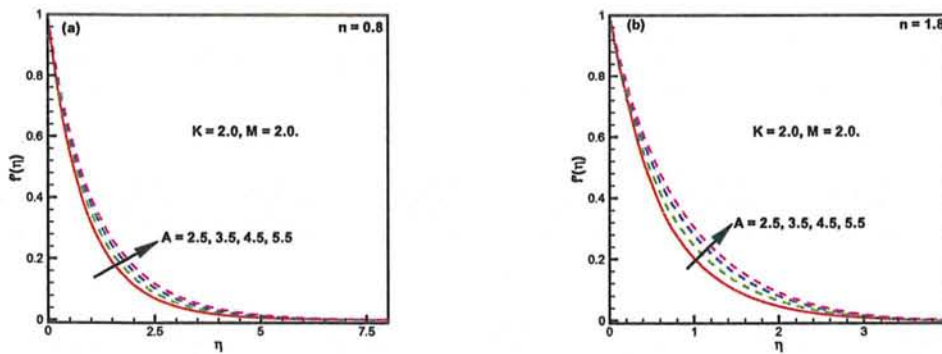 (a)
n = 0.8
1
0.8
0.6
0.4
0.2
0
f'(η)
K = 2.0, M = 2.0.
A = 2.5, 3.5, 4.5, 5.5
0 2.5 5 7.5
η
(b)
n = 1.8
1
0.8
0.6
0.4
0.2
0
f'(η)
K = 2.0, M = 2.0.
A = 2.5, 3.5, 4.5, 5.5
0 1 2 3
η